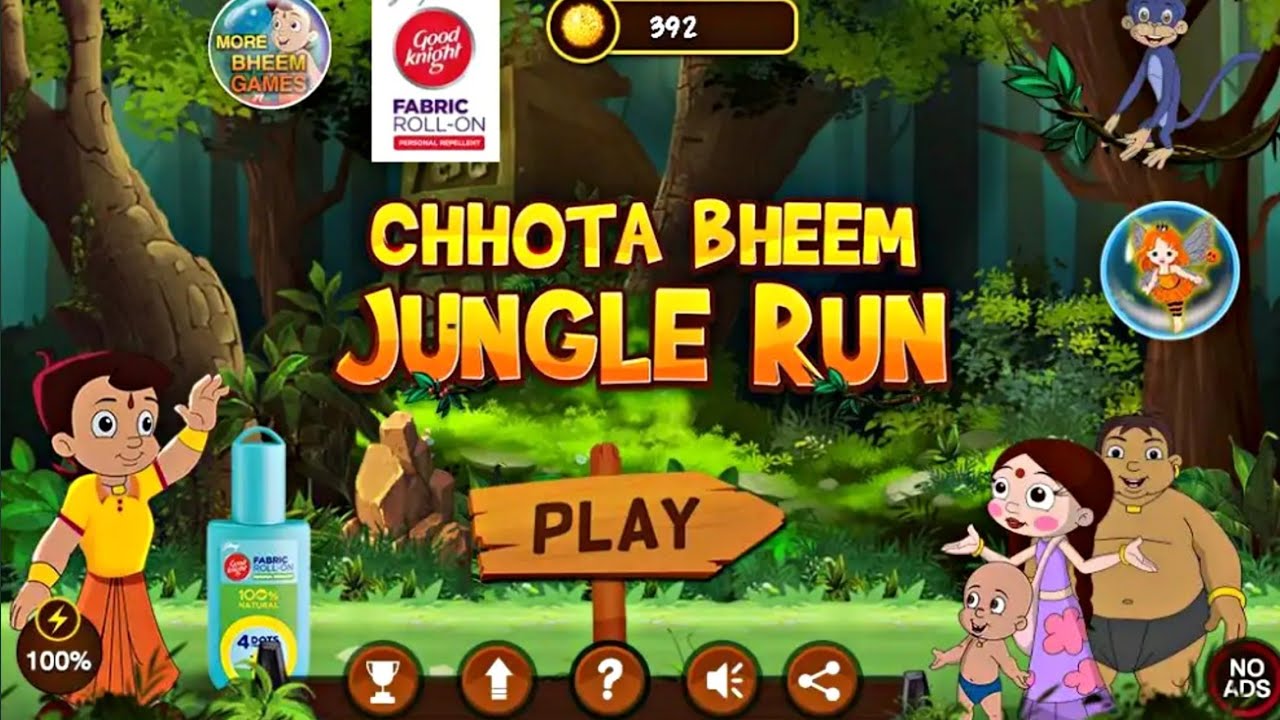 MORE
BHEEM
GAMES
Good
knight
FABRIC
ROLL-ON
PERSONAL REPELLENT
392
CHHOTA BHEEM
JUNGLE RUN
PLAY
Good
knight
FABRIC
ROLL-ON
100%
NATURAL
4 DOTS
100%
?
NO
ADS